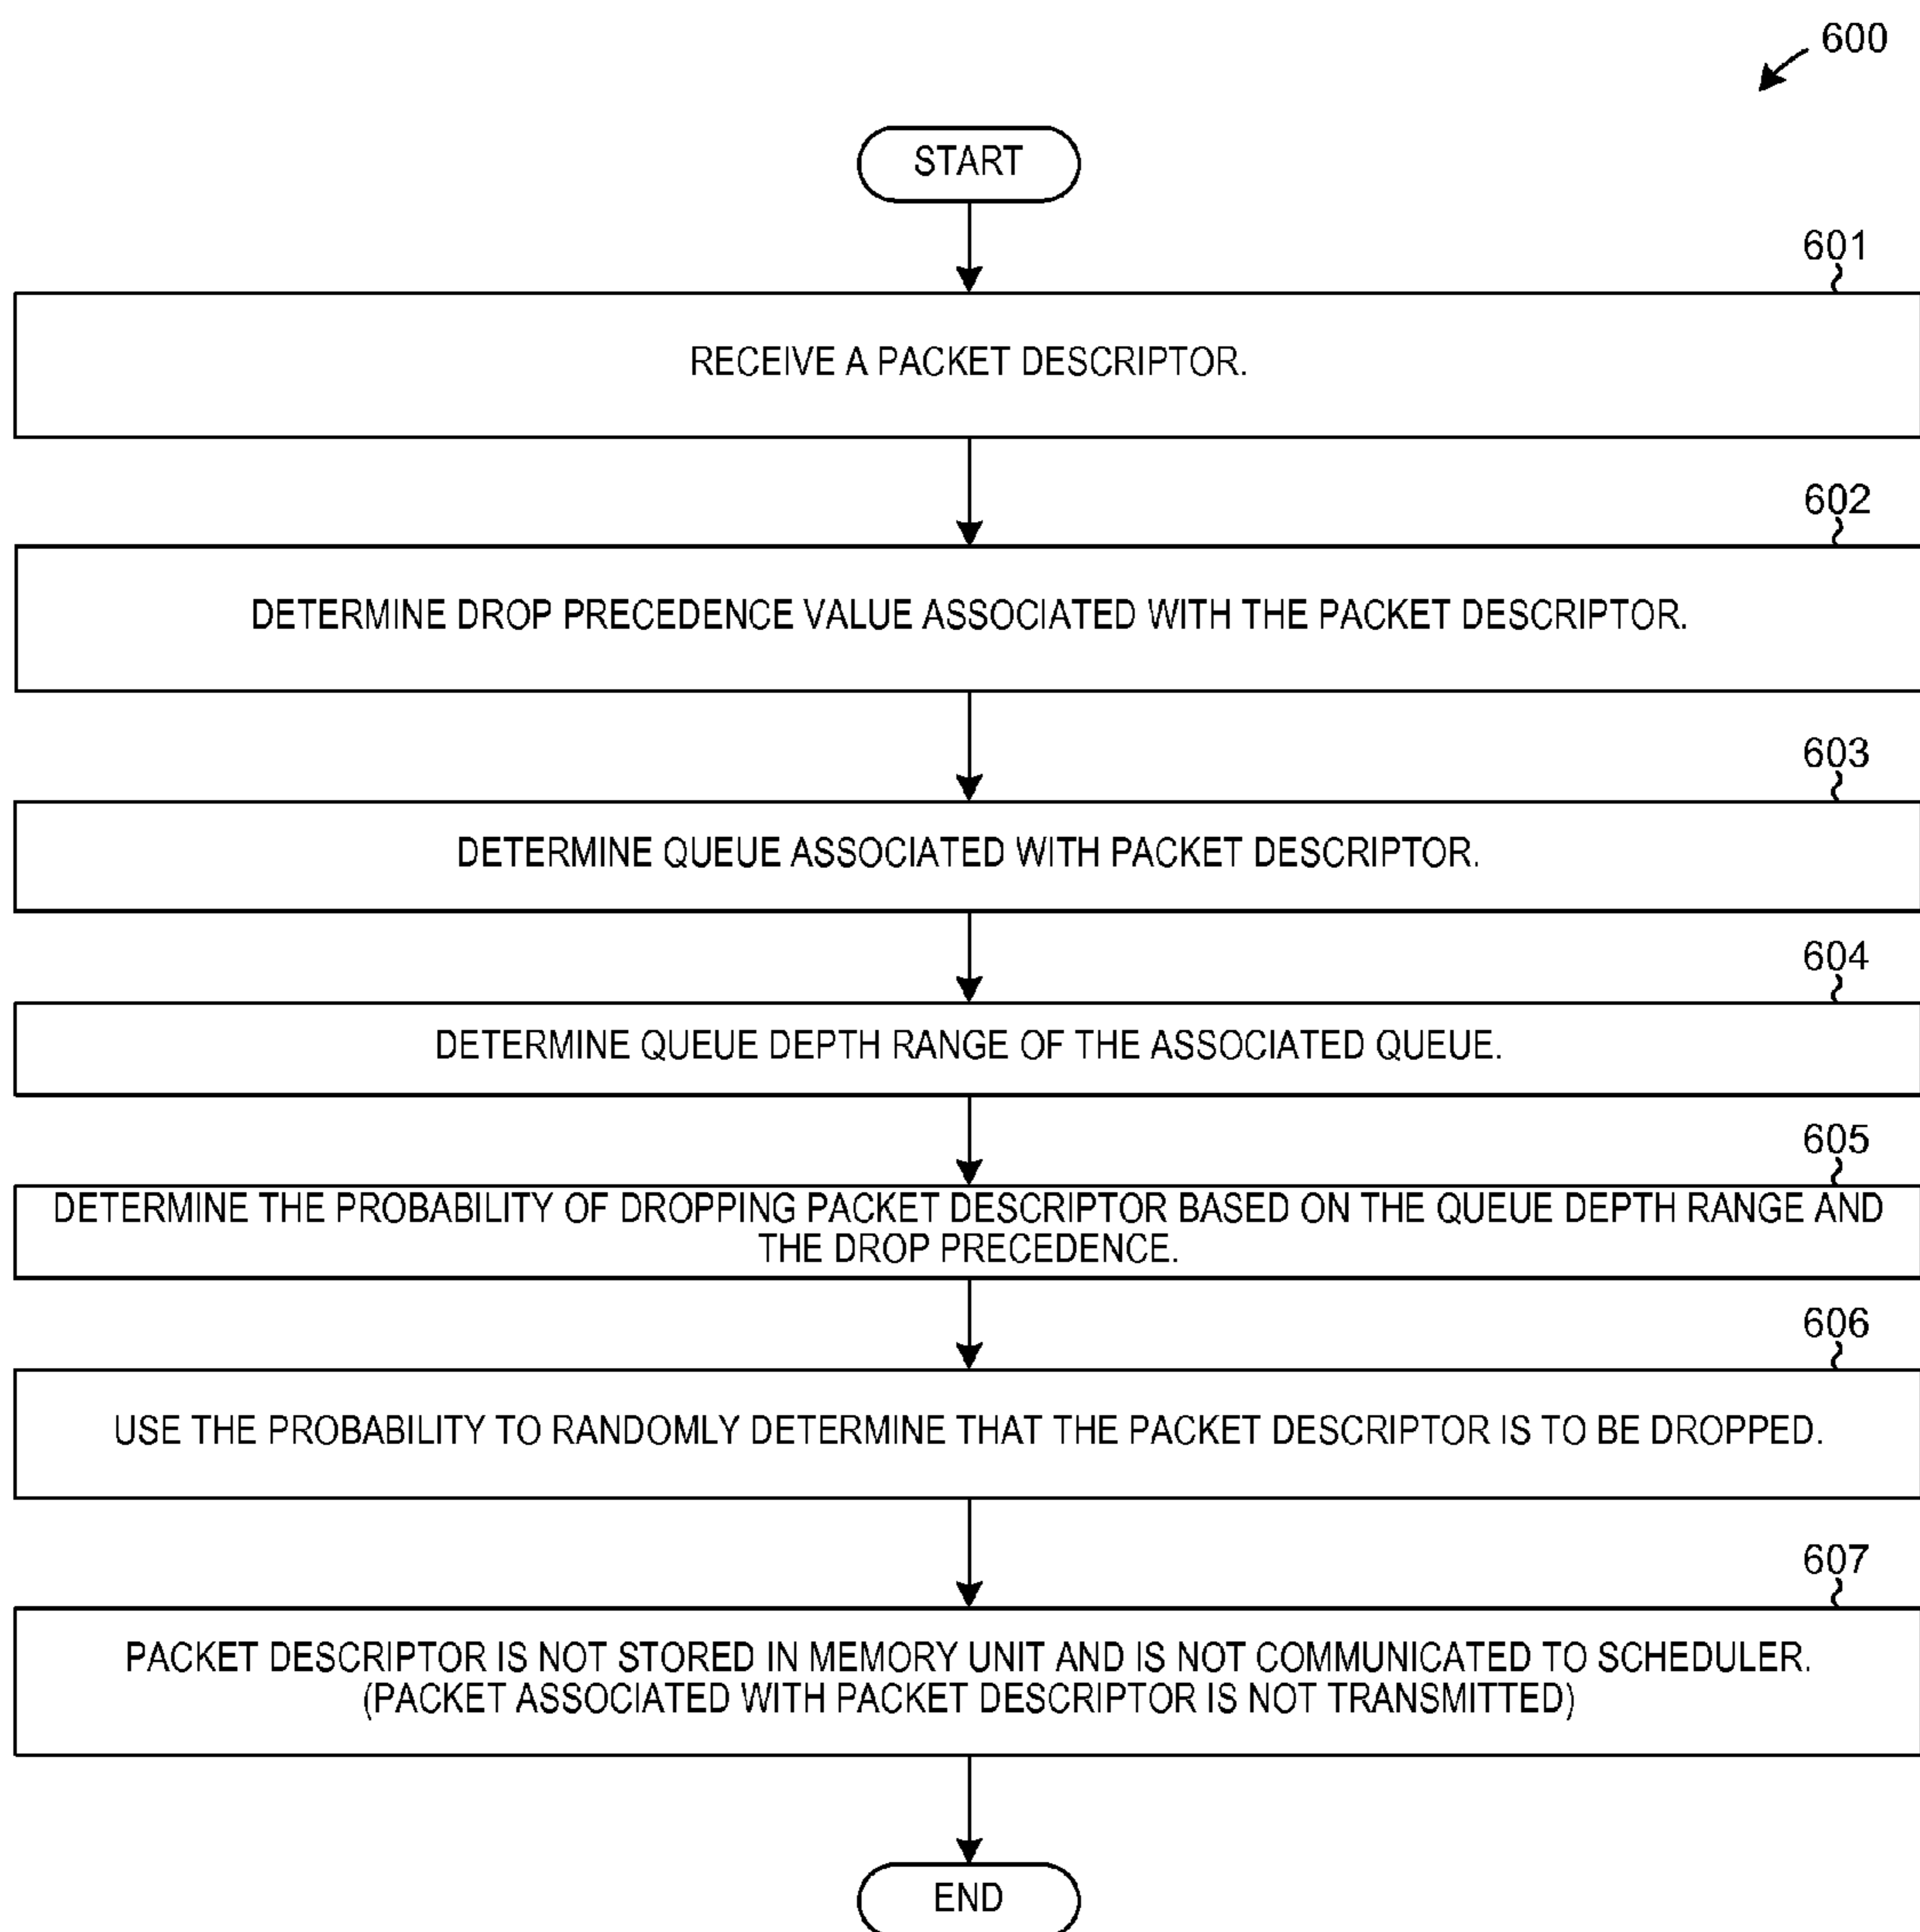 600
START
601
RECEIVE A PACKET DESCRIPTOR.
602
DETERMINE DROP PRECEDENCE VALUE ASSOCIATED WITH THE PACKET DESCRIPTOR.
603
DETERMINE QUEUE ASSOCIATED WITH PACKET DESCRIPTOR.
604
DETERMINE QUEUE DEPTH RANGE OF THE ASSOCIATED QUEUE.
605
DETERMINE THE PROBABILITY OF DROPPING PACKET DESCRIPTOR BASED ON THE QUEUE DEPTH RANGE AND
THE DROP PRECEDENCE.
606
USE THE PROBABILITY TO RANDOMLY DETERMINE THAT THE PACKET DESCRIPTOR IS TO BE DROPPED.
607
PACKET DESCRIPTOR IS NOT STORED IN MEMORY UNIT AND IS NOT COMMUNICATED TO SCHEDULER.
(PACKET ASSOCIATED WITH PACKET DESCRIPTOR IS NOT TRANSMITTED)
END